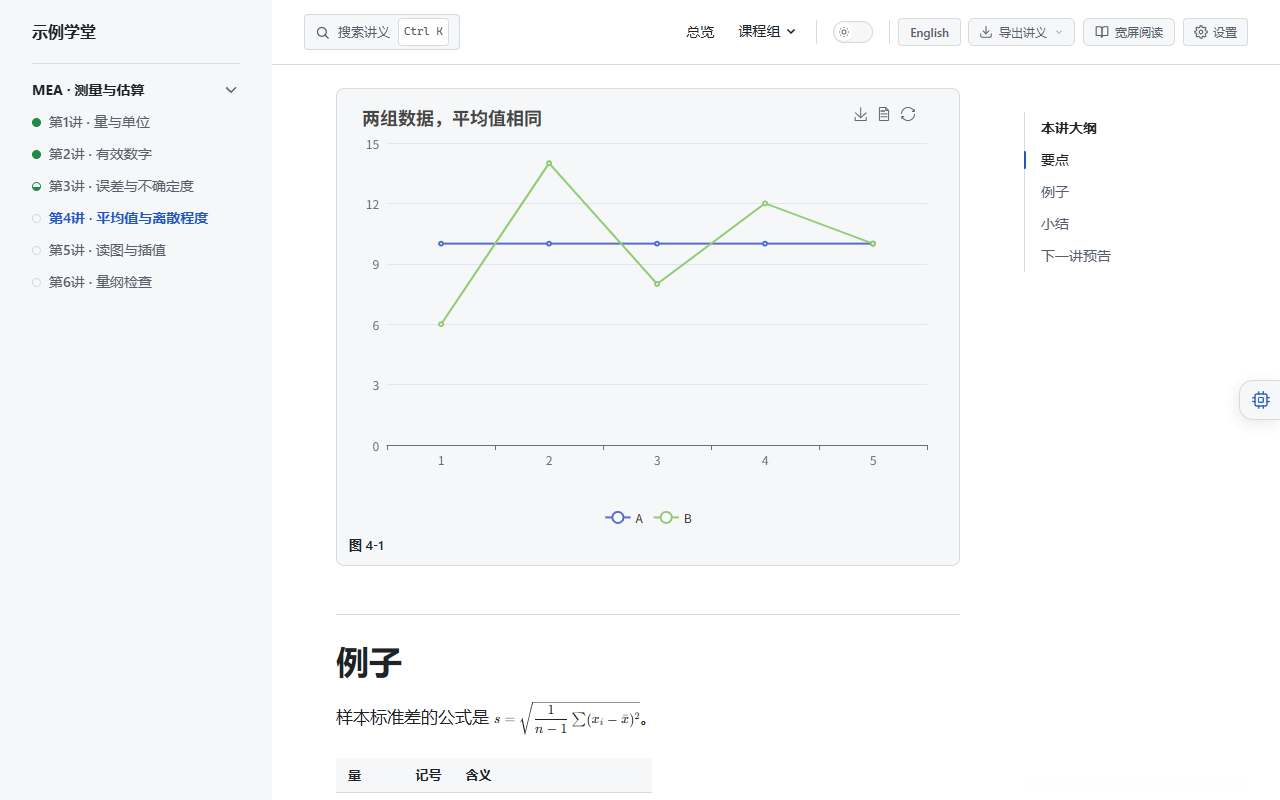 示例学堂
搜索讲义 Ctrl K
总览 课程组 English 导出讲义 宽屏阅读 设置
MEA · 测量与估算
第1讲 · 量与单位
第2讲 · 有效数字
第3讲 · 误差与不确定度
第4讲 · 平均值与离散程度
第5讲 · 读图与插值
第6讲 · 量纲检查
两组数据，平均值相同
15
12
9
6
3
0
1 2 3 4 5
A B
图 4-1
例子
样本标准差的公式是 $s = \sqrt{\frac{1}{n-1}\sum(x_i - \bar{x})^2}$。
量 记号 含义
本讲大纲
要点
例子
小结
下一讲预告